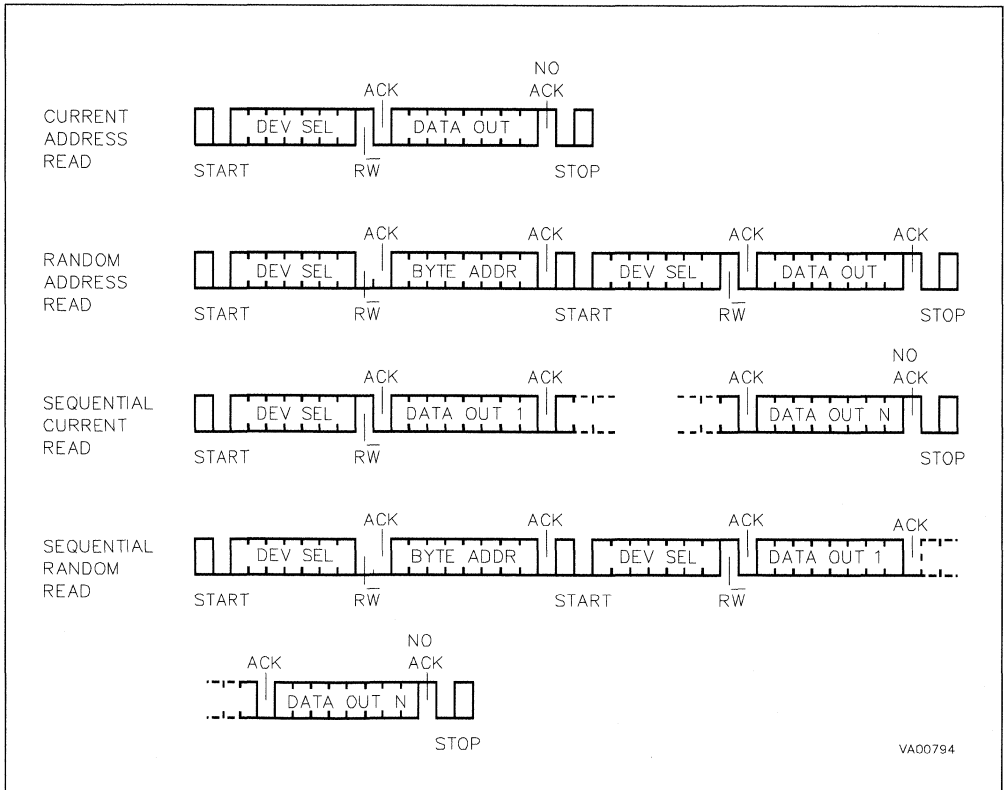 NO
ACK ACK
CURRENT
ADDRESS
READ
DEV SEL DATA OUT
START RW̅ STOP
ACK ACK ACK ACK
RANDOM
ADDRESS
READ
DEV SEL BYTE ADDR DEV SEL DATA OUT
START RW̅ START RW̅ STOP
NO
ACK ACK ACK ACK
SEQUENTIAL
CURRENT
READ
DEV SEL DATA OUT 1 DATA OUT N
START RW̅ STOP
ACK ACK ACK ACK
SEQUENTIAL
RANDOM
READ
DEV SEL BYTE ADDR DEV SEL DATA OUT 1
START RW̅ START RW̅
NO
ACK ACK
DATA OUT N
STOP
VA00794